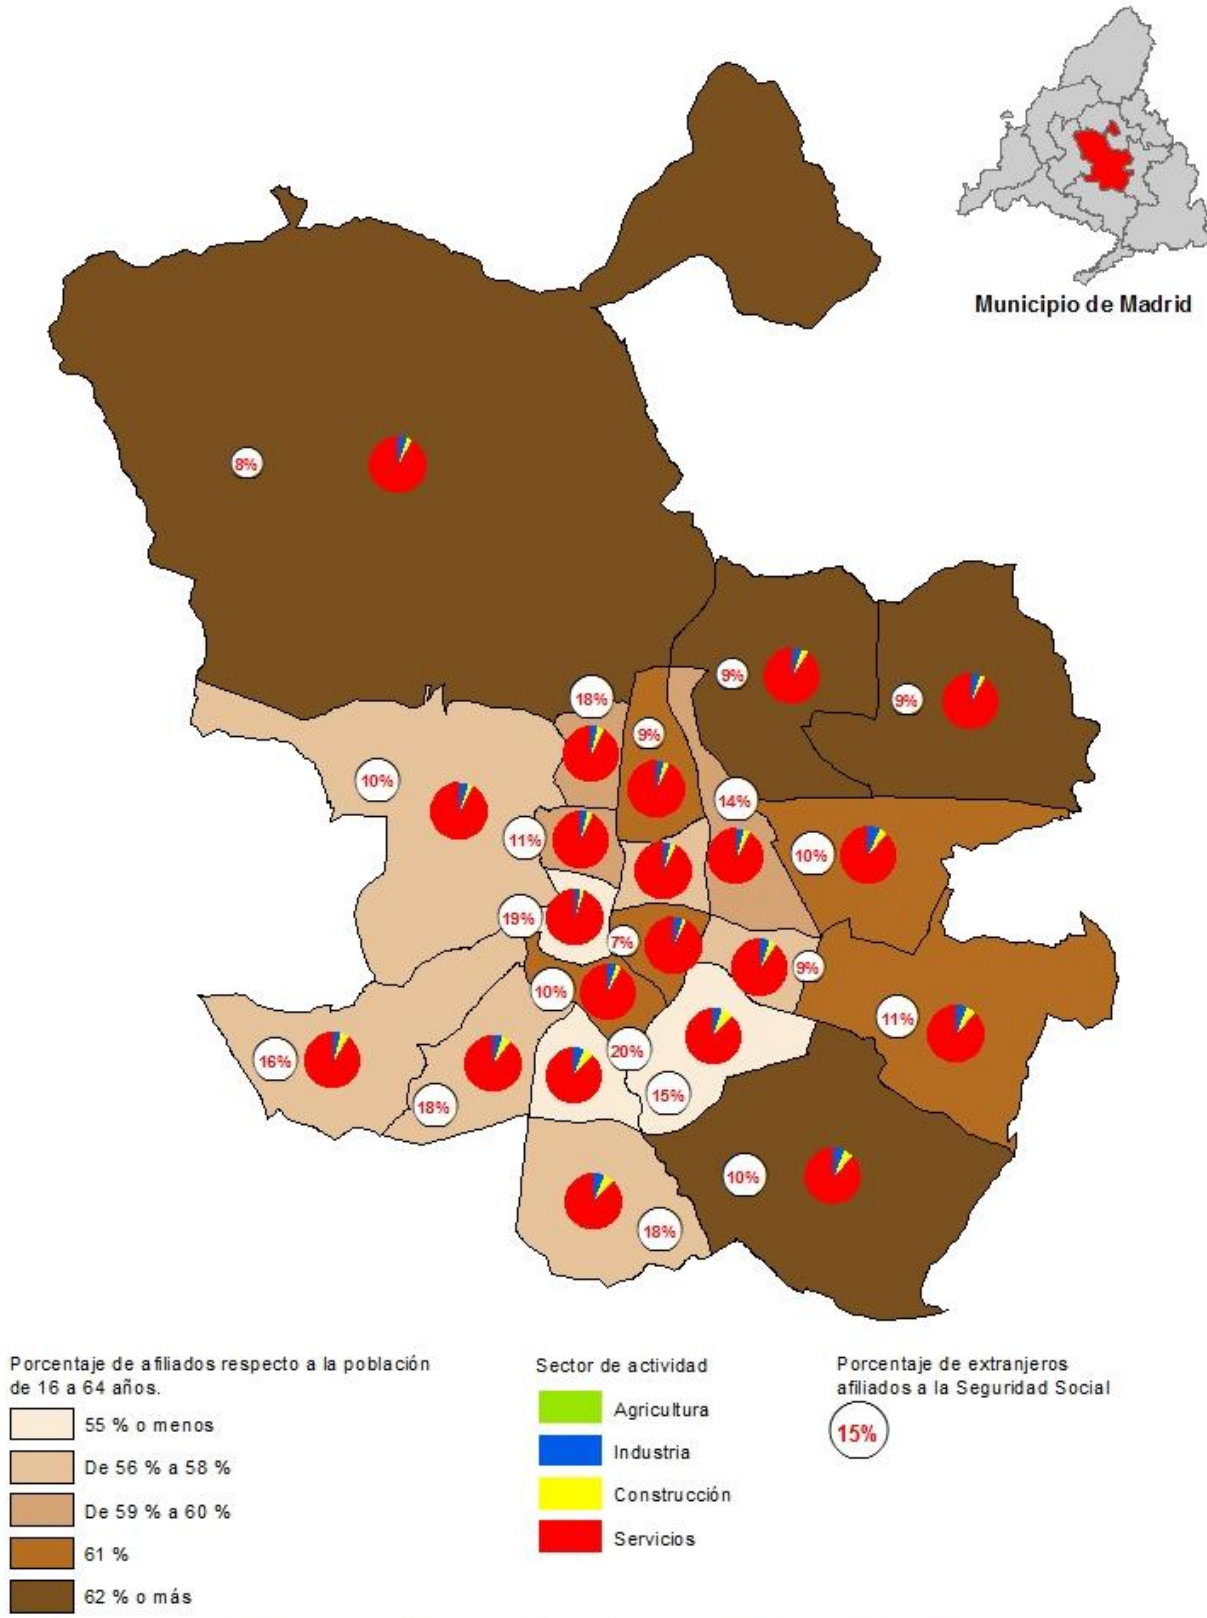 Municipio de Madrid
8%
9%
9%
18%
9%
10%
14%
11%
10%
19%
7%
9%
10%
11%
20%
16%
15%
18%
10%
18%
Porcentaje de afiliados respecto a la población
de 16 a 64 años.
55 % o menos
De 56 % a 58 %
De 59 % a 60 %
61 %
62 % o más
Sector de actividad
Agricultura
Industria
Construcción
Servicios
Porcentaje de extranjeros
afiliados a la Seguridad Social
15%